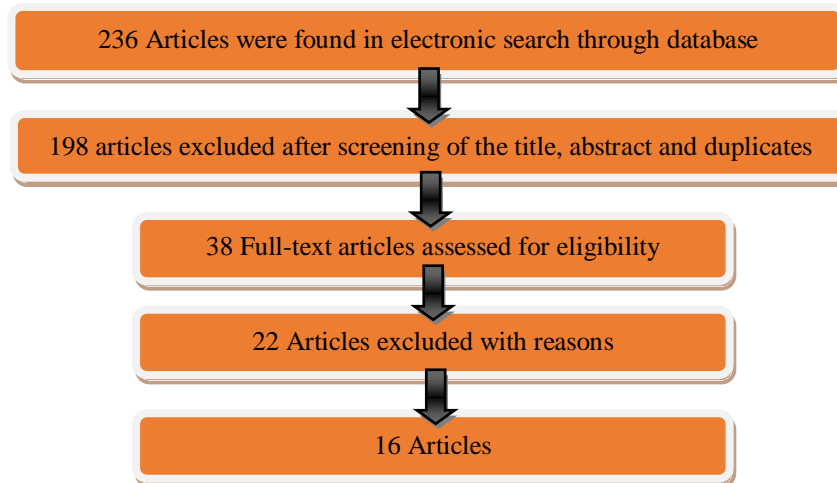 236 Articles were found in electronic search through database
198 articles excluded after screening of the title, abstract and duplicates
38 Full-text articles assessed for eligibility
22 Articles excluded with reasons
16 Articles